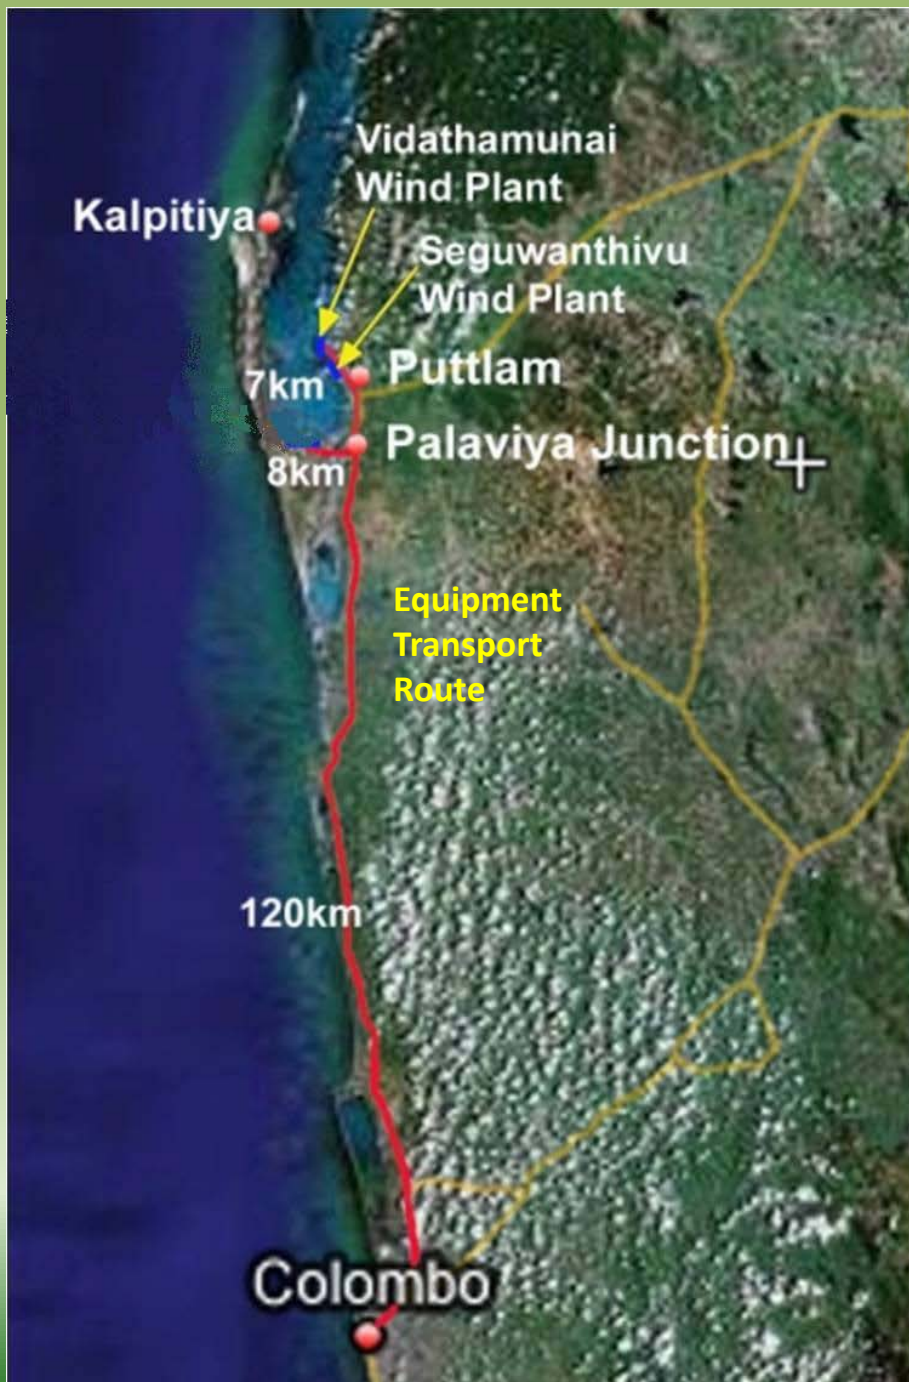 Vidathamunai
Wind Plant
Kalpitiya
Seguwanthivu
Wind Plant
Puttlam
7km
Palaviya Junction
8km
Equipment
Transport
Route
120km
Colombo